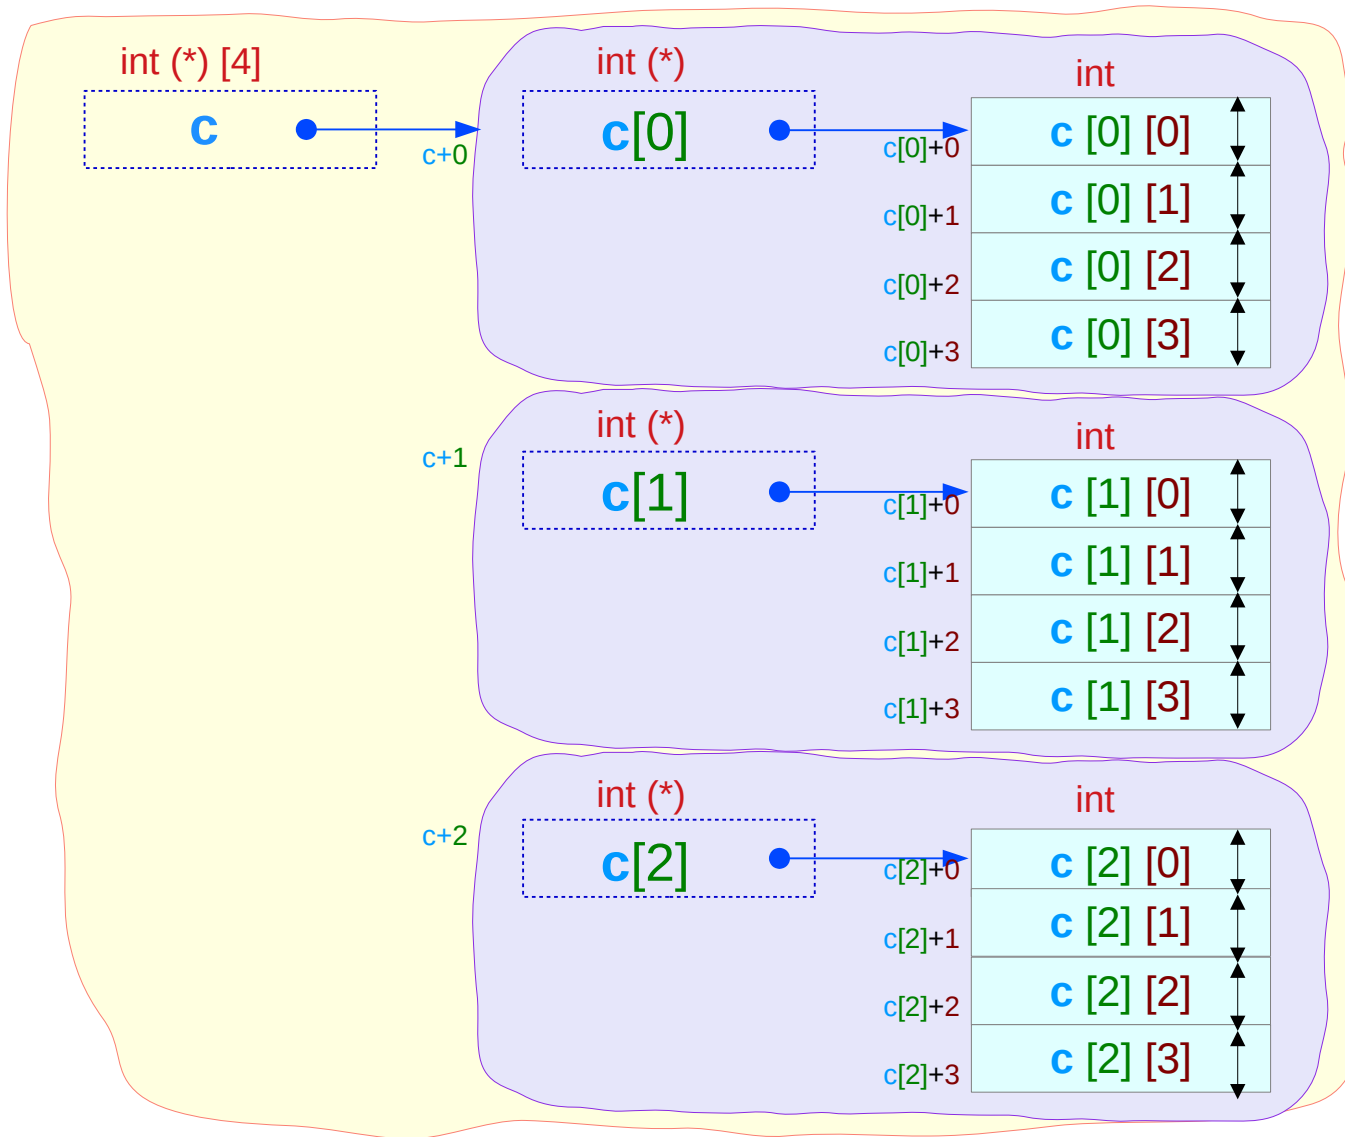 int (*) [4]
int (*)
int
c
c[0]
c [0] [0]
c+0
c[0]+0
c [0] [1]
c[0]+1
c [0] [2]
c[0]+2
c [0] [3]
c[0]+3
int (*)
int
c+1
c[1]
c [1] [0]
c[1]+0
c [1] [1]
c[1]+1
c [1] [2]
c[1]+2
c [1] [3]
c[1]+3
int (*)
int
c+2
c[2]
c [2] [0]
c[2]+0
c [2] [1]
c[2]+1
c [2] [2]
c[2]+2
c [2] [3]
c[2]+3